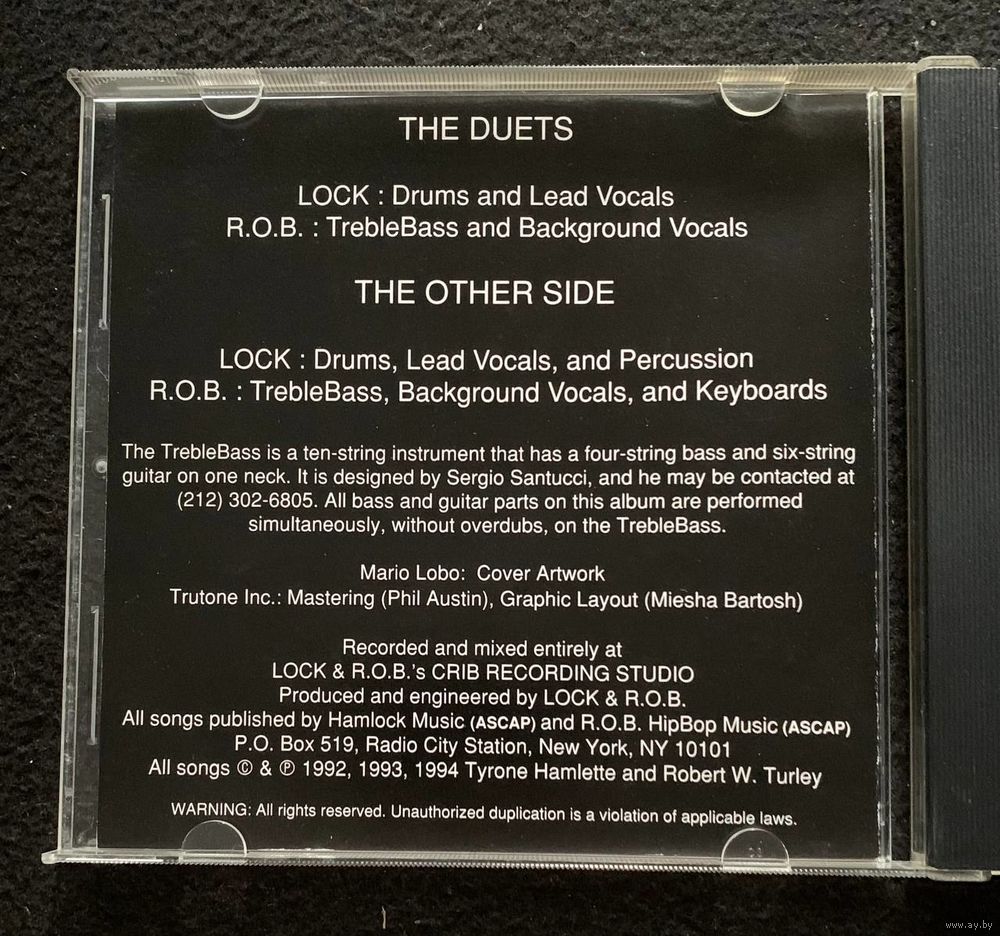 THE DUETS
LOCK : Drums and Lead Vocals
R.O.B. : TrebleBass and Background Vocals
THE OTHER SIDE
LOCK : Drums, Lead Vocals, and Percussion
R.O.B. : TrebleBass, Background Vocals, and Keyboards
The TrebleBass is a ten-string instrument that has a four-string bass and six-string
guitar on one neck. It is designed by Sergio Santucci, and he may be contacted at
(212) 302-6805. All bass and guitar parts on this album are performed
simultaneously, without overdubs, on the TrebleBass.
Mario Lobo: Cover Artwork
Trutone Inc.: Mastering (Phil Austin), Graphic Layout (Miesha Bartosh)
Recorded and mixed entirely at
LOCK & R.O.B.'s CRIB RECORDING STUDIO
Produced and engineered by LOCK & R.O.B.
All songs published by Hamlock Music (ASCAP) and R.O.B. HipBop Music (ASCAP)
P.O. Box 519, Radio City Station, New York, NY 10101
All songs © & ℗ 1992, 1993, 1994 Tyrone Hamlette and Robert W. Turley
WARNING: All rights reserved. Unauthorized duplication is a violation of applicable laws.
www.ay.by